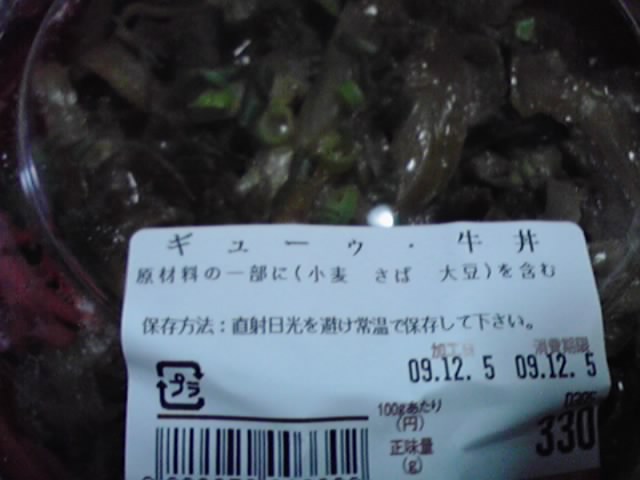 ギューゥ・牛丼
原材料の一部に(小麦 さば 大豆)を含む
保存方法：直射日光を避け常温で保存して下さい。
加工日 消費期限
09.12. 5 09.12. 5
プラ
100gあたり
(円)
正味量
(g)
330